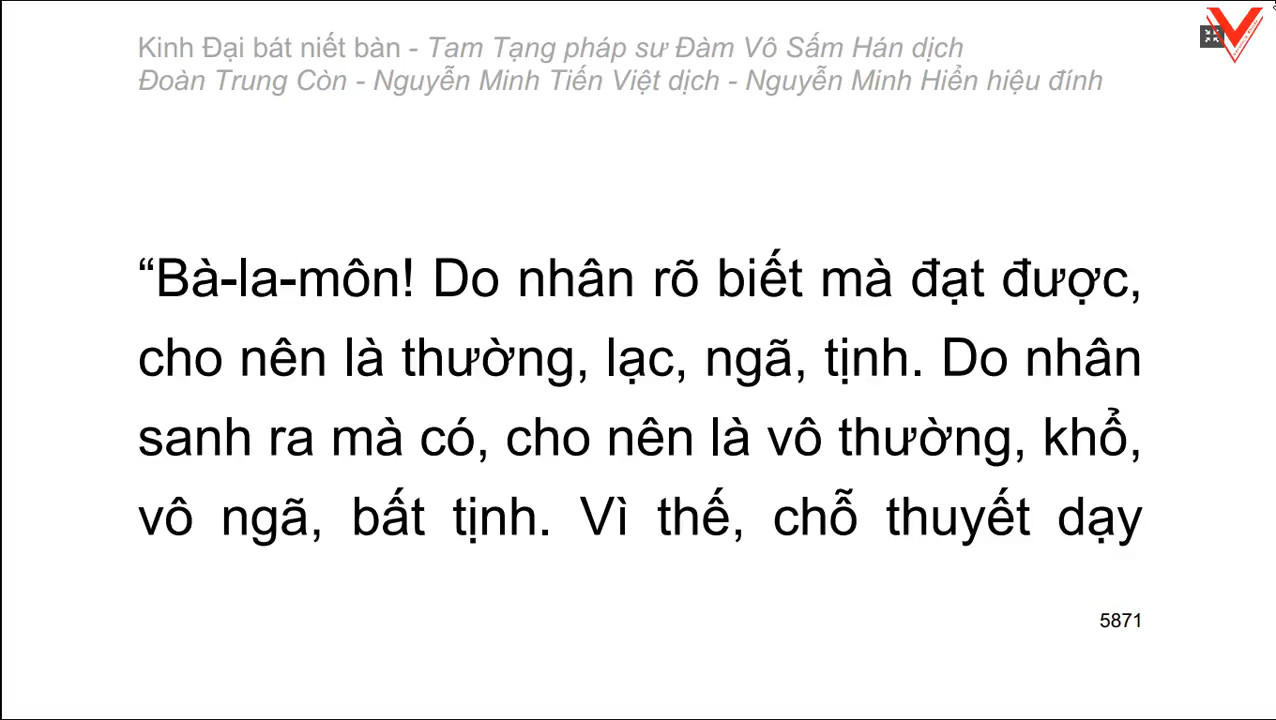 Kinh Đại bát niết bàn - Tam Tạng pháp sư Đàm Vô Sấm Hán dịch
Đoàn Trung Còn - Nguyễn Minh Tiến Việt dịch - Nguyễn Minh Hiển hiệu đính
“Bà-la-môn! Do nhân rõ biết mà đạt được,
cho nên là thường, lạc, ngã, tịnh. Do nhân
sanh ra mà có, cho nên là vô thường, khổ,
vô ngã, bất tịnh. Vì thế, chỗ thuyết dạy
5871